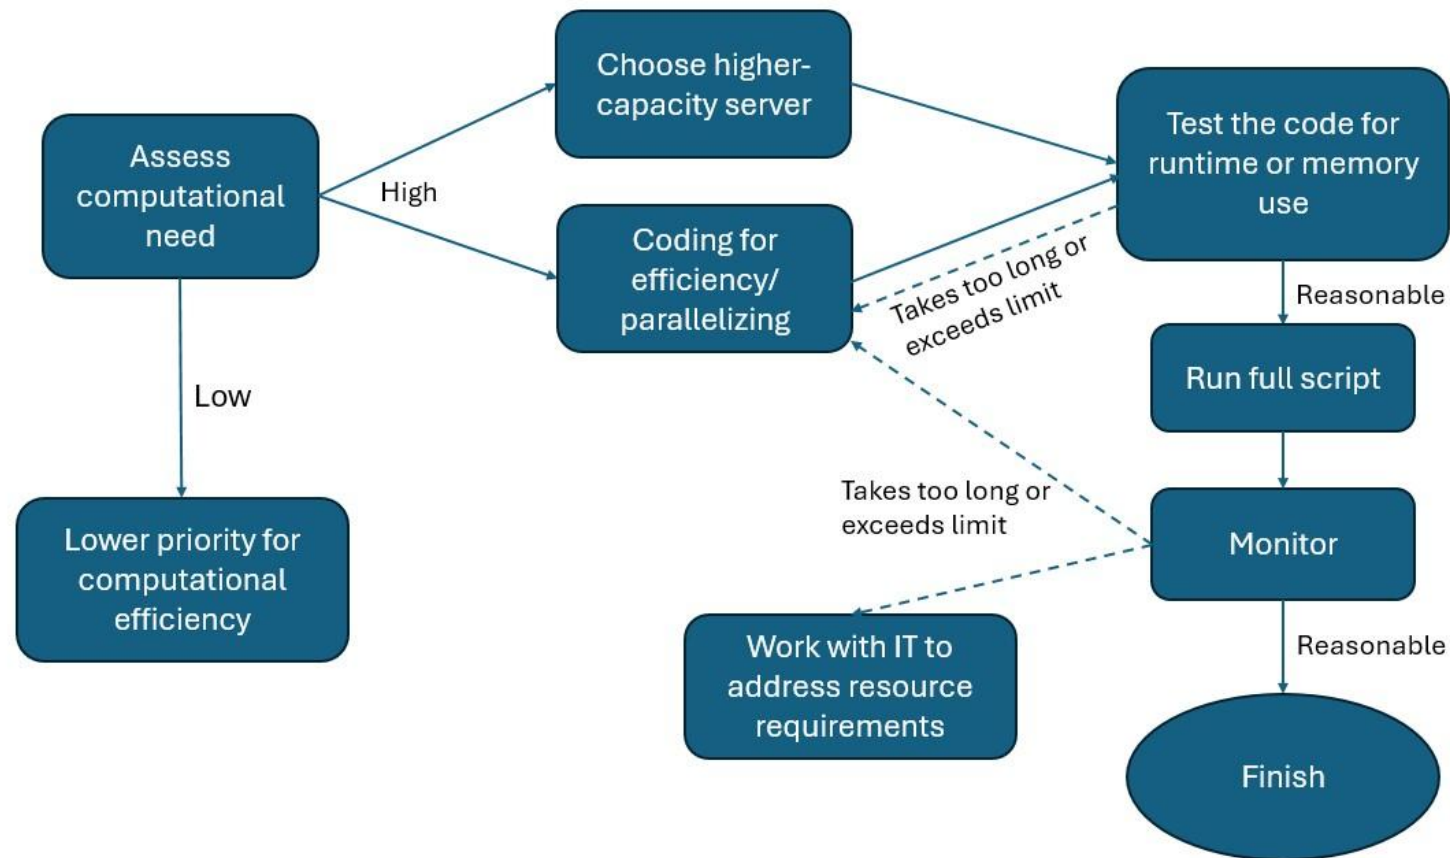 Choose higher-
capacity server
Assess
computational
need
High
Test the code for
runtime or memory
use
Coding for
efficiency/
parallelizing
Takes too long or
exceeds limit
Reasonable
Run full script
Low
Takes too long or
exceeds limit
Monitor
Lower priority for
computational
efficiency
Work with IT to
address resource
requirements
Reasonable
Finish